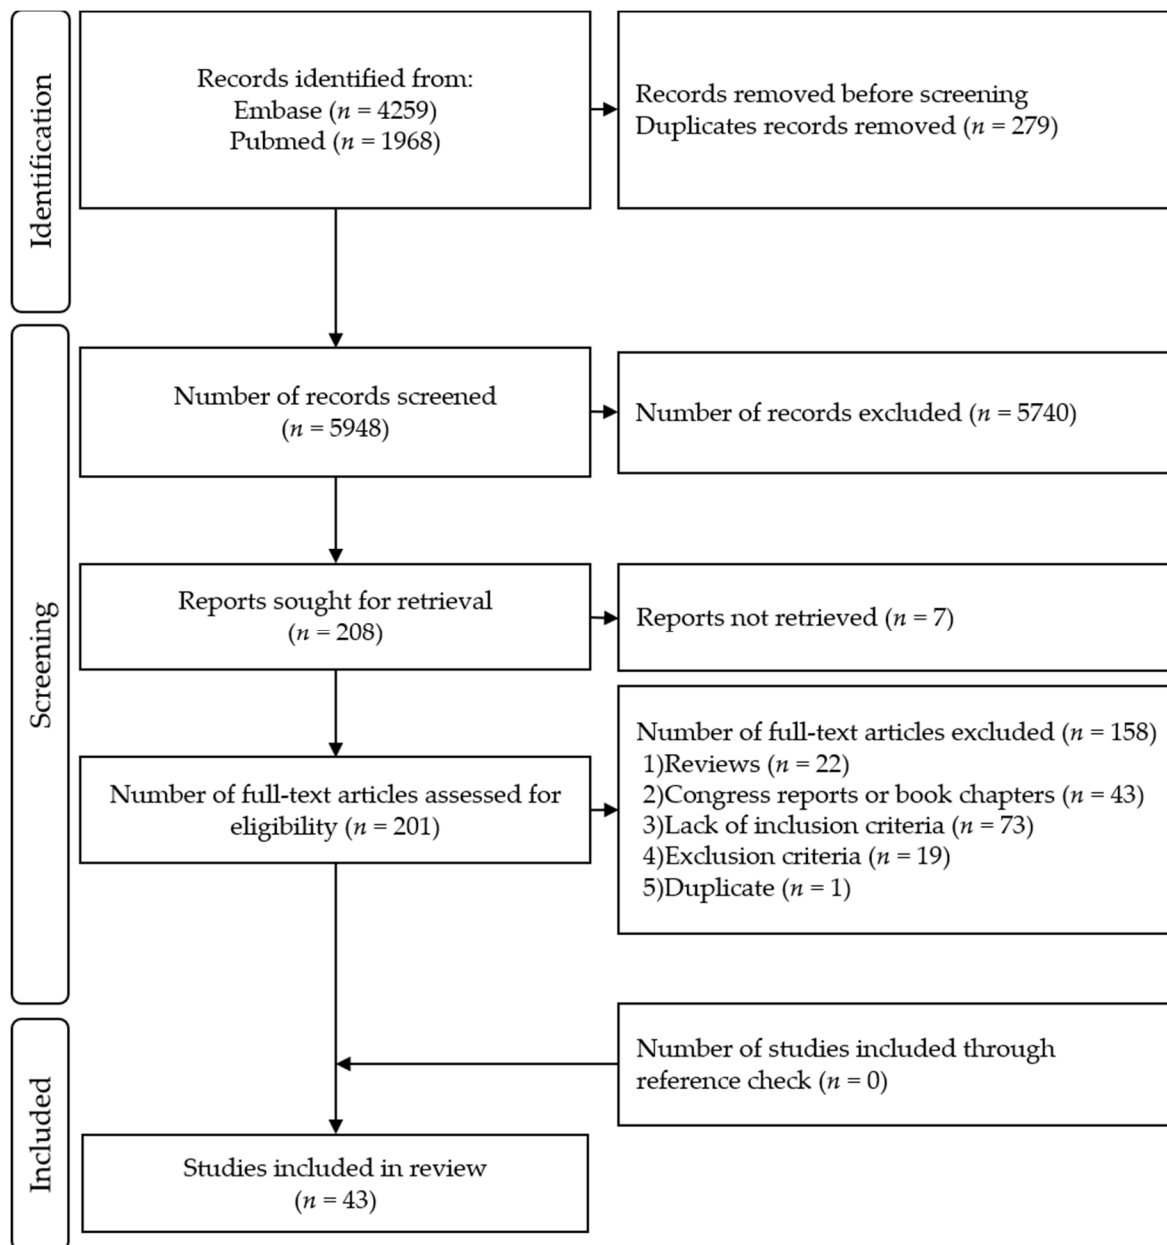 Identification
Records identified from:
Embase (n = 4259)
Pubmed (n = 1968)
Records removed before screening
Duplicates records removed (n = 279)
Screening
Number of records screened
(n = 5948)
Number of records excluded (n = 5740)
Reports sought for retrieval
(n = 208)
Reports not retrieved (n = 7)
Number of full-text articles assessed for
eligibility (n = 201)
Number of full-text articles excluded (n = 158)
1)Reviews (n = 22)
2)Congress reports or book chapters (n = 43)
3)Lack of inclusion criteria (n = 73)
4)Exclusion criteria (n = 19)
5)Duplicate (n = 1)
Included
Number of studies included through
reference check (n = 0)
Studies included in review
(n = 43)